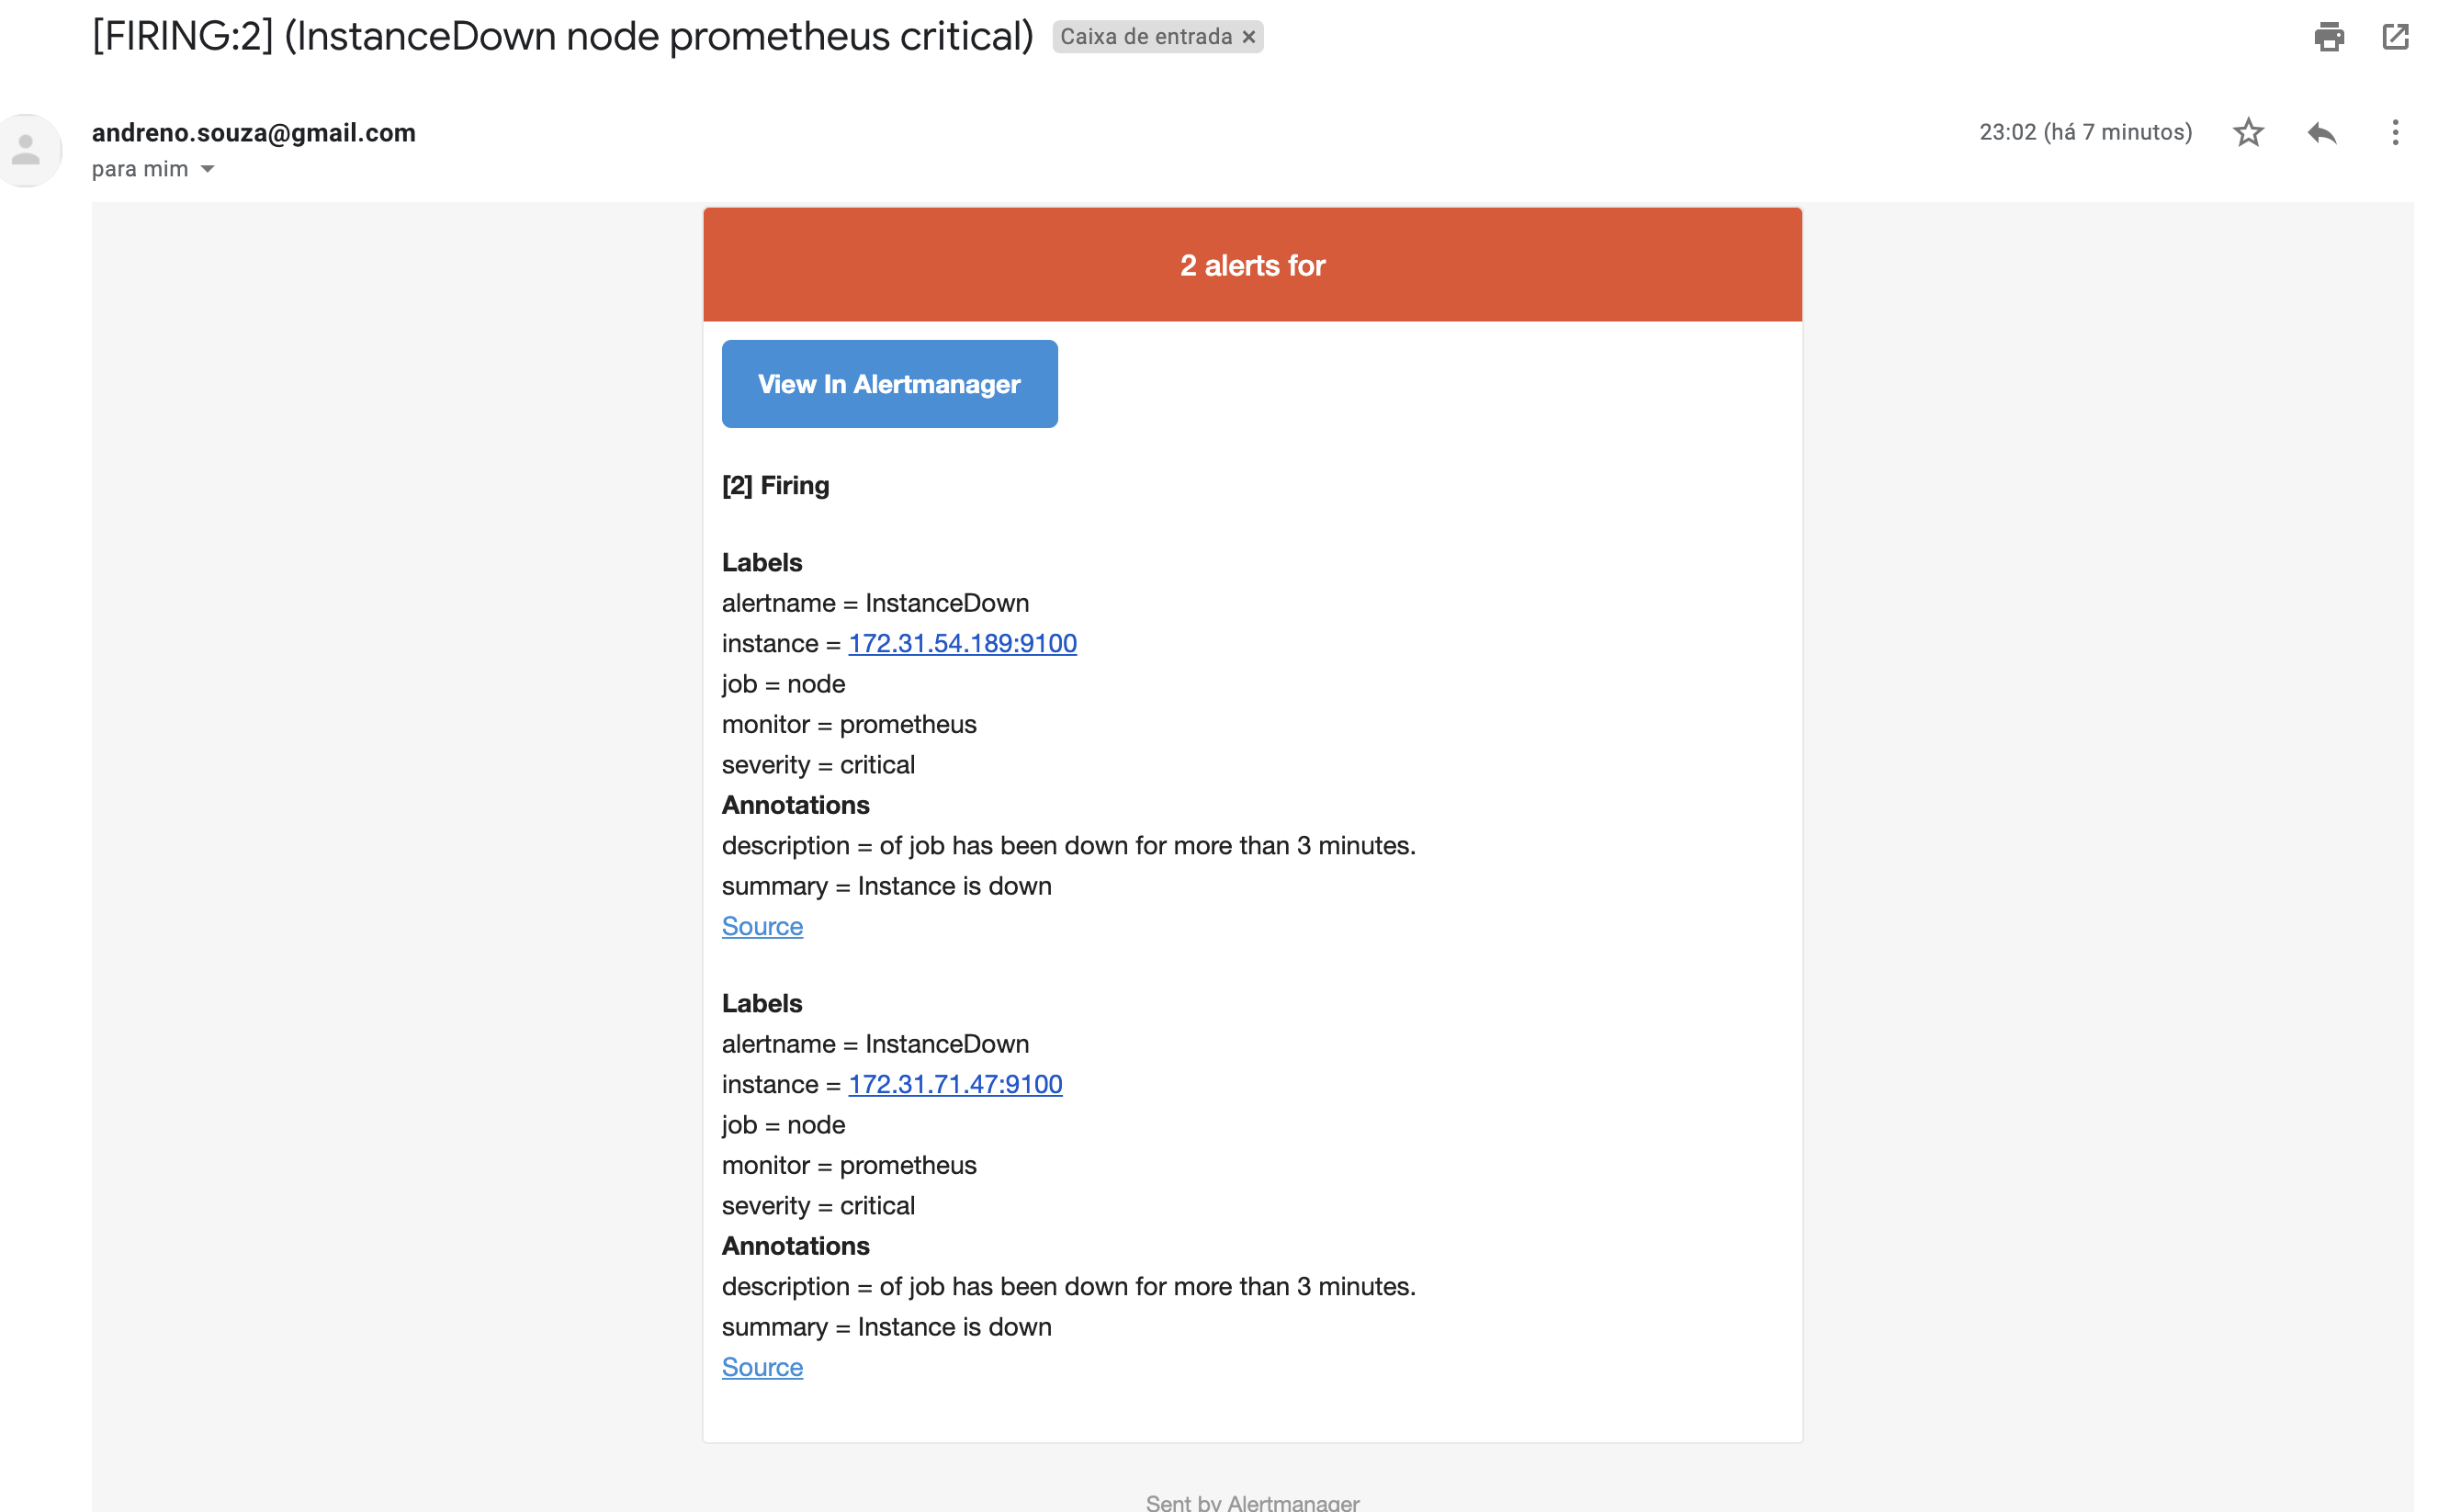 [FIRING:2] (InstanceDown node prometheus critical) Caixa de entrada ×
andreno.souza@gmail.com
23:02 (há 7 minutos)
para mim
2 alerts for
View In Alertmanager
[2] Firing
Labels
alertname = InstanceDown
instance = 172.31.54.189:9100
job = node
monitor = prometheus
severity = critical
Annotations
description = of job has been down for more than 3 minutes.
summary = Instance is down
Source
Labels
alertname = InstanceDown
instance = 172.31.71.47:9100
job = node
monitor = prometheus
severity = critical
Annotations
description = of job has been down for more than 3 minutes.
summary = Instance is down
Source
Sent by Alertmanager